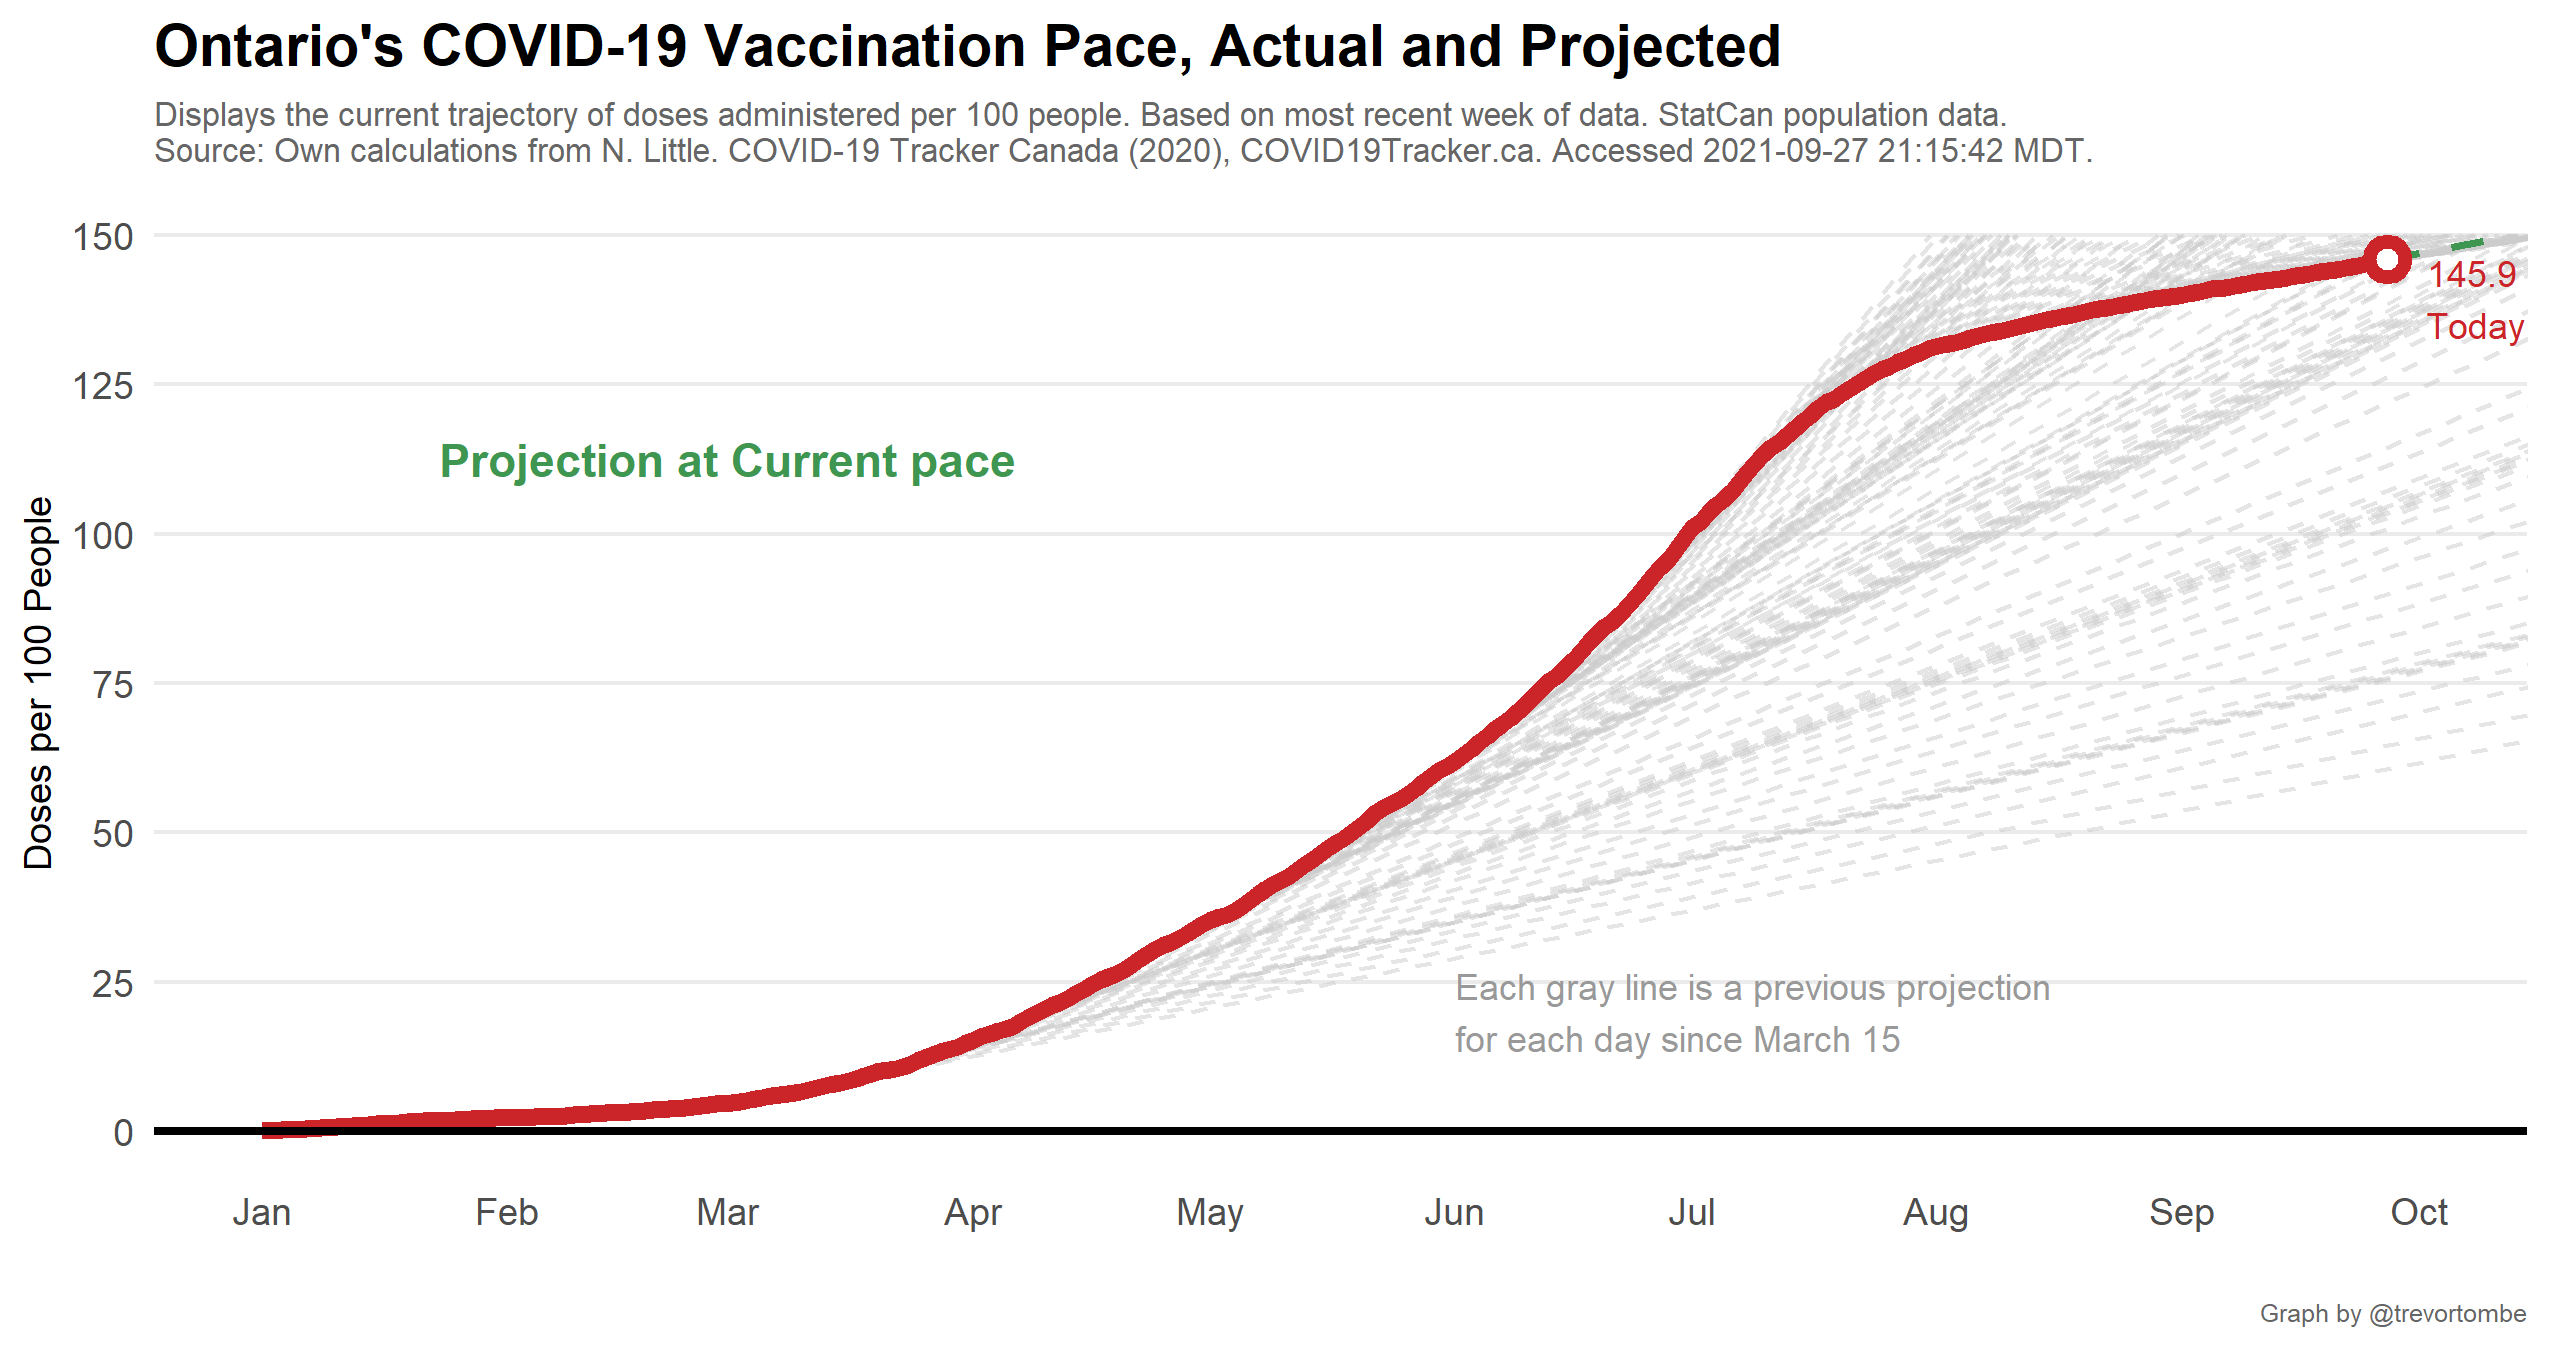 Ontario's COVID-19 Vaccination Pace, Actual and Projected
Displays the current trajectory of doses administered per 100 people. Based on most recent week of data. StatCan population data.
Source: Own calculations from N. Little. COVID-19 Tracker Canada (2020), COVID19Tracker.ca. Accessed 2021-09-27 21:15:42 MDT.
150
145.9
Today
125
Projection at Current pace
100
Doses per 100 People
75
50
25
Each gray line is a previous projection
for each day since March 15
0
Jan Feb Mar Apr May Jun Jul Aug Sep Oct
Graph by @trevortombe